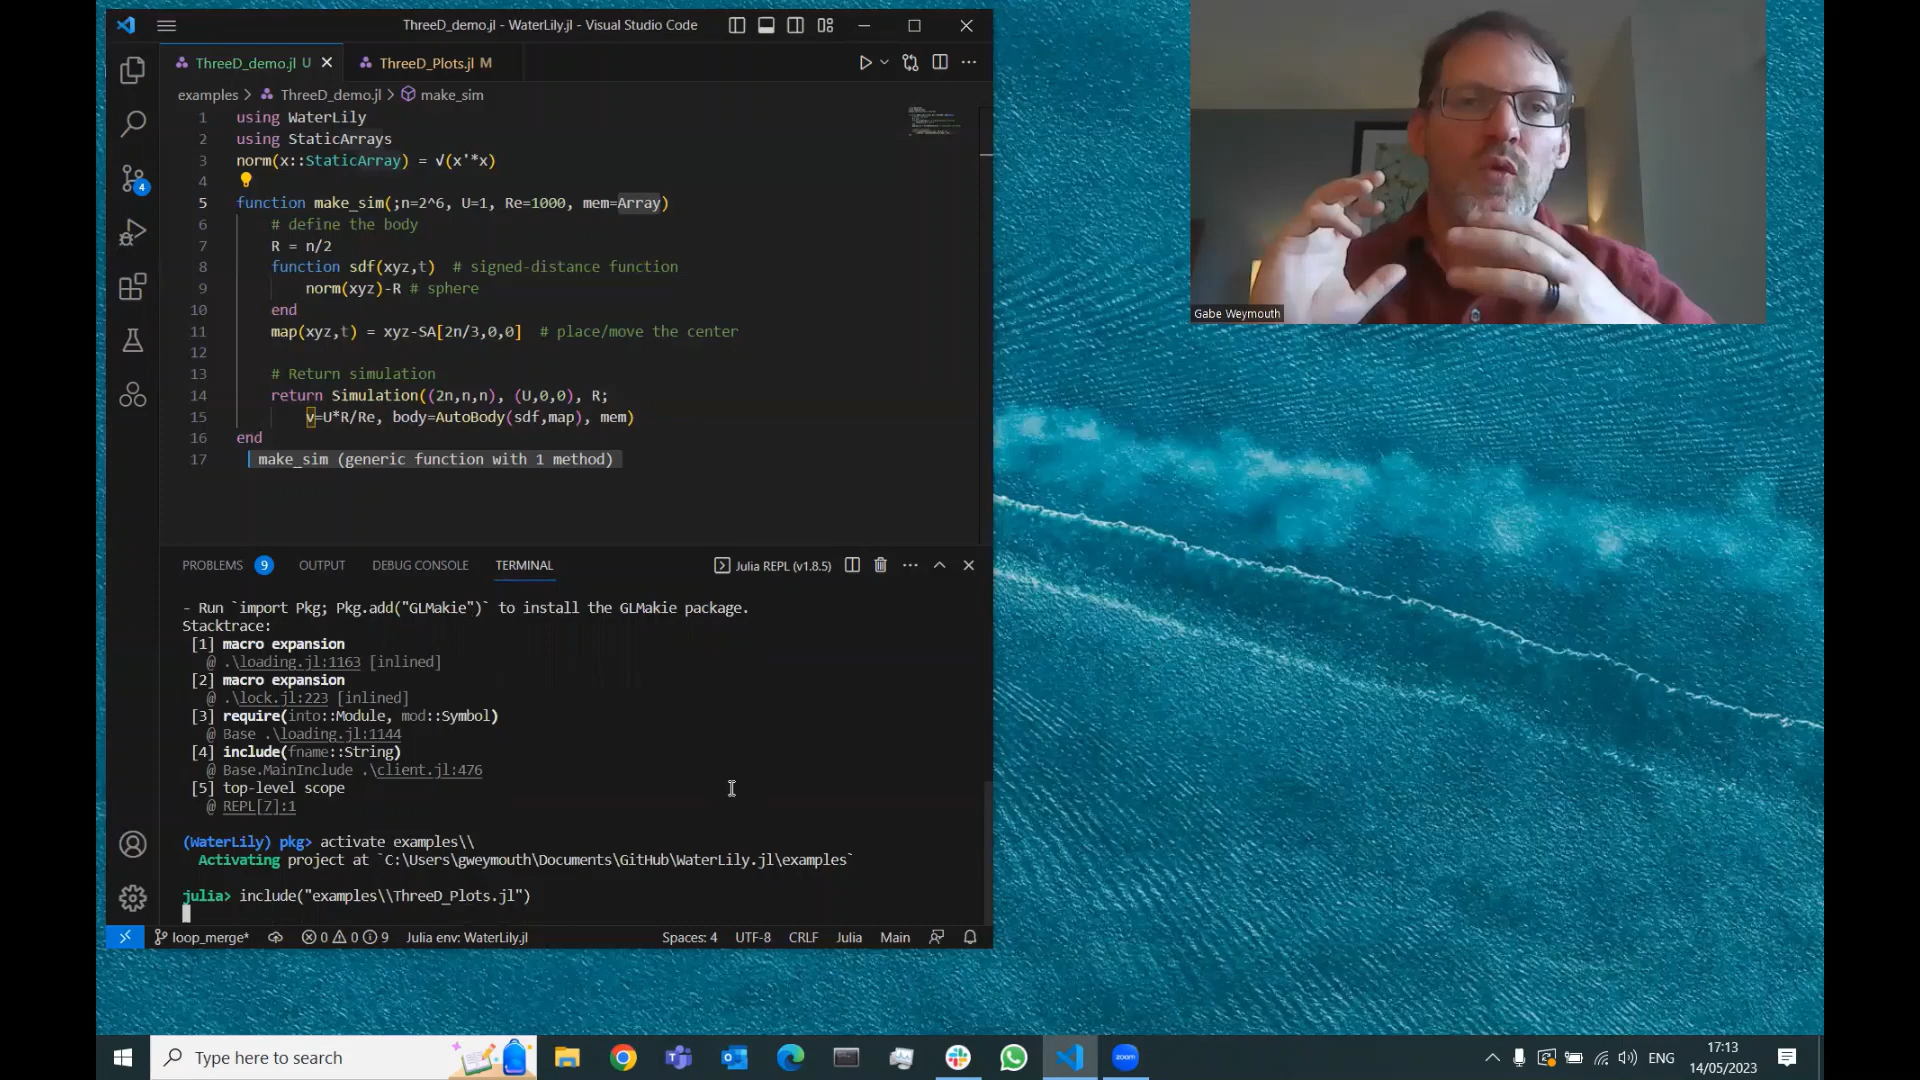 ThreeD_demo.jl - WaterLily.jl - Visual Studio Code
ThreeD_demo.jl U
ThreeD_Plots.jl M
examples > ThreeD_demo.jl > make_sim
1 using WaterLily
2 using StaticArrays
3 norm(x::StaticArray) = √(x'*x)
4
5 function make_sim(;n=2^6, U=1, Re=1000, mem=Array)
6 # define the body
7 R = n/2
8 function sdf(xyz,t) # signed-distance function
9 norm(xyz)-R # sphere
10 end
11 map(xyz,t) = xyz-SA[2n/3,0,0] # place/move the center
12
13 # Return simulation
14 return Simulation((2n,n,n), (U,0,0), R;
15 ν=U*R/Re, body=AutoBody(sdf,map), mem)
16 end
17 make_sim (generic function with 1 method)
4
PROBLEMS 9 OUTPUT DEBUG CONSOLE TERMINAL Julia REPL (v1.8.5)
- Run `import Pkg; Pkg.add("GLMakie")` to install the GLMakie package.
Stacktrace:
[1] macro expansion
@ .\loading.jl:1163 [inlined]
[2] macro expansion
@ .\lock.jl:223 [inlined]
[3] require(into::Module, mod::Symbol)
@ Base .\loading.jl:1144
[4] include(fname::String)
@ Base.MainInclude .\client.jl:476
[5] top-level scope
@ REPL[7]:1
(WaterLily) pkg> activate examples\\
Activating project at `C:\Users\gweymouth\Documents\GitHub\WaterLily.jl\examples`
julia> include("examples\\ThreeD_Plots.jl")
loop_merge* 0 0 9 Julia env: WaterLily.jl Spaces: 4 UTF-8 CRLF Julia Main
Gabe Weymouth
Type here to search
zoom
ENG
17:13
14/05/2023